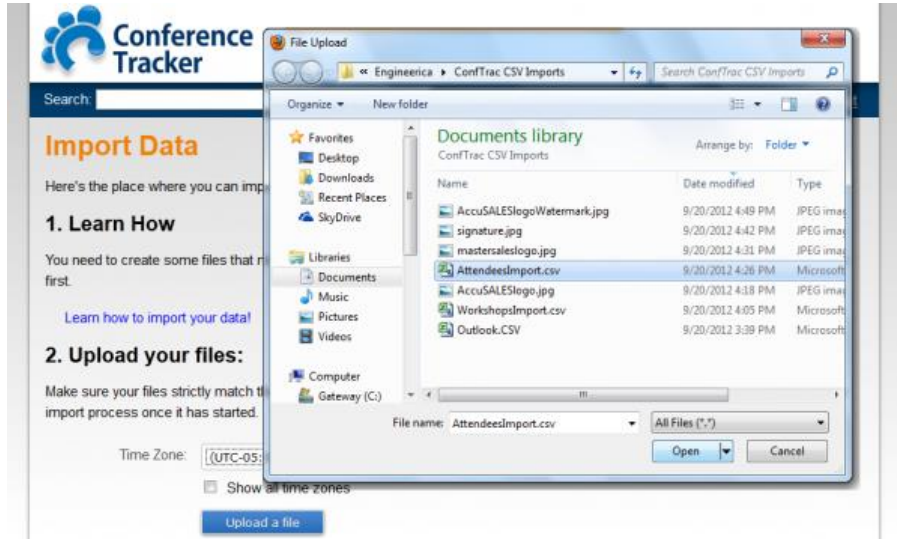 Conference
Tracker
Search:
Import Data
Here's the place where you can imp
1. Learn How
You need to create some files that n
first.
Learn how to import your data!
2. Upload your files:
Make sure your files strictly match th
import process once it has started.
Time Zone:
(UTC-05:
Show all time zones
Upload a file
File Upload
« Engineerica ▸ ConfTrac CSV Imports
Search ConfTrac CSV Imports
Organize
New folder
Favorites
Desktop
Downloads
Recent Places
SkyDrive
Libraries
Documents
Music
Pictures
Videos
Computer
Gateway (C:)
Documents library
ConfTrac CSV Imports
Arrange by: Folder
Name Date modified Type
AccuSALESlogoWatermark.jpg 9/20/2012 4:49 PM JPEG imag
signature.jpg 9/20/2012 4:42 PM JPEG imag
mastersaleslogo.jpg 9/20/2012 4:31 PM JPEG imag
AttendeesImport.csv 9/20/2012 4:26 PM Microsoft
AccuSALESlogo.jpg 9/20/2012 4:18 PM JPEG imag
WorkshopsImport.csv 9/20/2012 4:05 PM Microsoft
Outlook.CSV 9/20/2012 3:39 PM Microsoft
File name: AttendeesImport.csv
All Files (*.*)
Open
Cancel